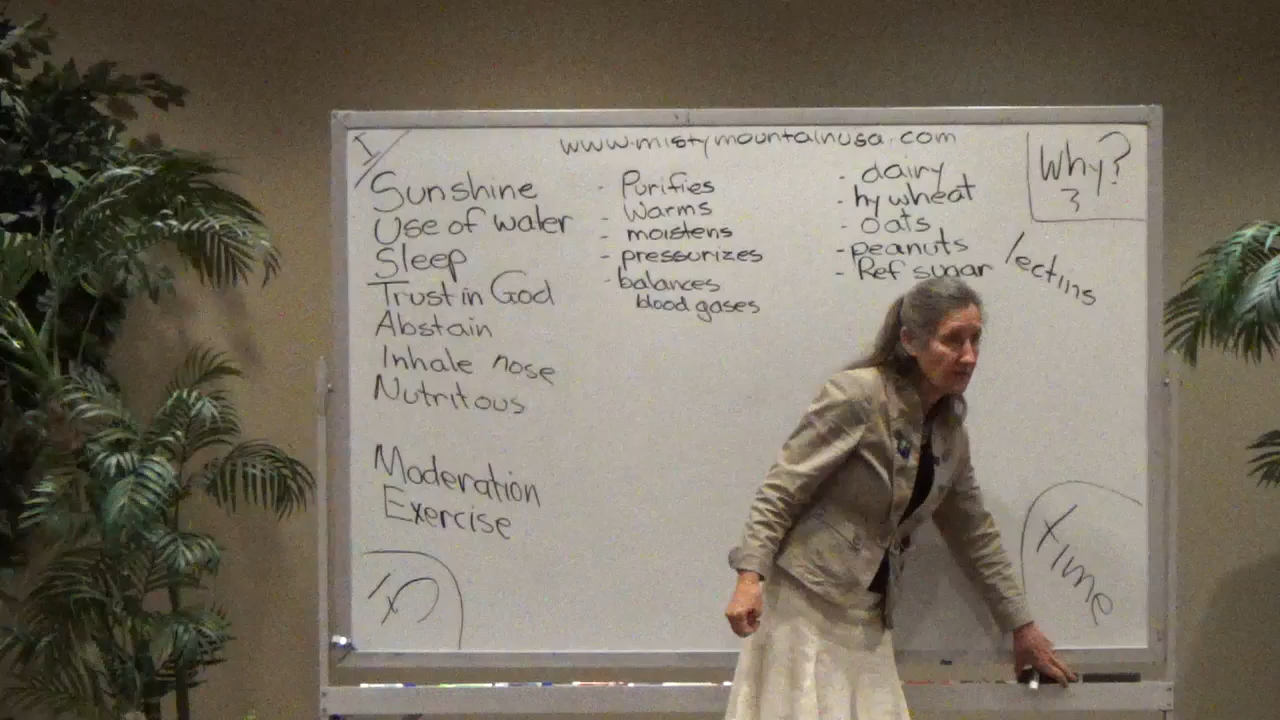 I
www.mistymountainusa.com
Why?
3
Sunshine
Use of water
Sleep
Trust in God
Abstain
Inhale nose
Nutritous
Moderation
Exercise
- Purifies
- Warms
- moistens
- pressurizes
- balances
blood gases
- dairy
- hy wheat
- oats
- peanuts
- Ref sugar
lectins
Time